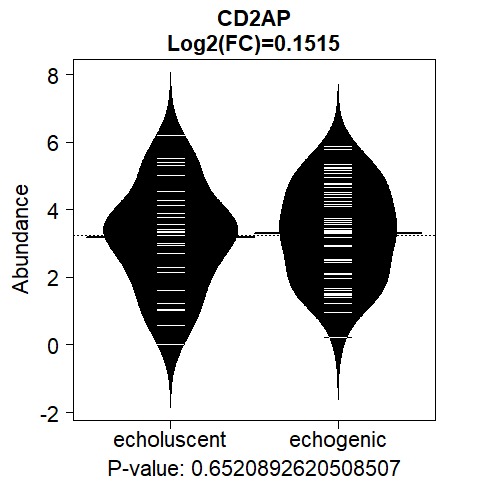 CD2AP
Log2(FC)=0.1515
Abundance
8
6
4
2
0
-2
echoluscent echogenic
P-value: 0.6520892620508507